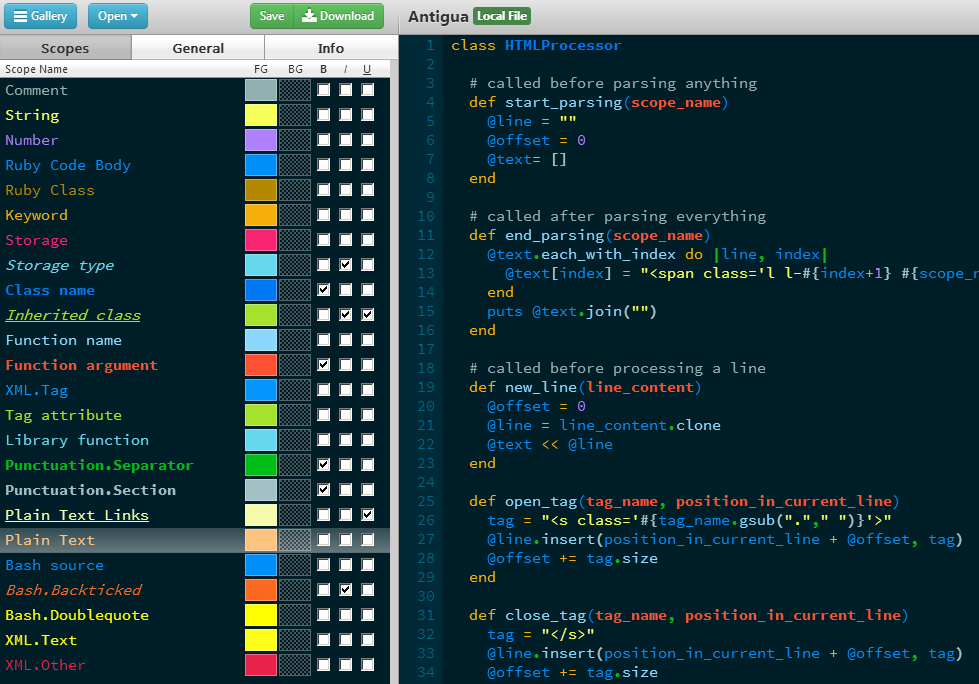 Gallery Open Save Download
Scopes General Info
Scope Name FG BG B I U
Comment
String
Number
Ruby Code Body
Ruby Class
Keyword
Storage
Storage type
Class name
Inherited class
Function name
Function argument
XML.Tag
Tag attribute
Library function
Punctuation.Separator
Punctuation.Section
Plain Text Links
Plain Text
Bash source
Bash.Backticked
Bash.Doublequote
XML.Text
XML.Other
Antigua Local File
1 class HTMLProcessor
2
3   # called before parsing anything
4   def start_parsing(scope_name)
5     @line = ""
6     @offset = 0
7     @text= []
8   end
9
10   # called after parsing everything
11   def end_parsing(scope_name)
12     @text.each_with_index do |line, index|
13       @text[index] = "<span class='l l-#{index+1} #{scope_n
14     end
15     puts @text.join("")
16   end
17
18   # called before processing a line
19   def new_line(line_content)
20     @offset = 0
21     @line = line_content.clone
22     @text << @line
23   end
24
25   def open_tag(tag_name, position_in_current_line)
26     tag = "<s class='#{tag_name.gsub("."," ")}'>"
27     @line.insert(position_in_current_line + @offset, tag)
28     @offset += tag.size
29   end
30
31   def close_tag(tag_name, position_in_current_line)
32     tag = "</s>"
33     @line.insert(position_in_current_line + @offset, tag)
34     @offset += tag.size